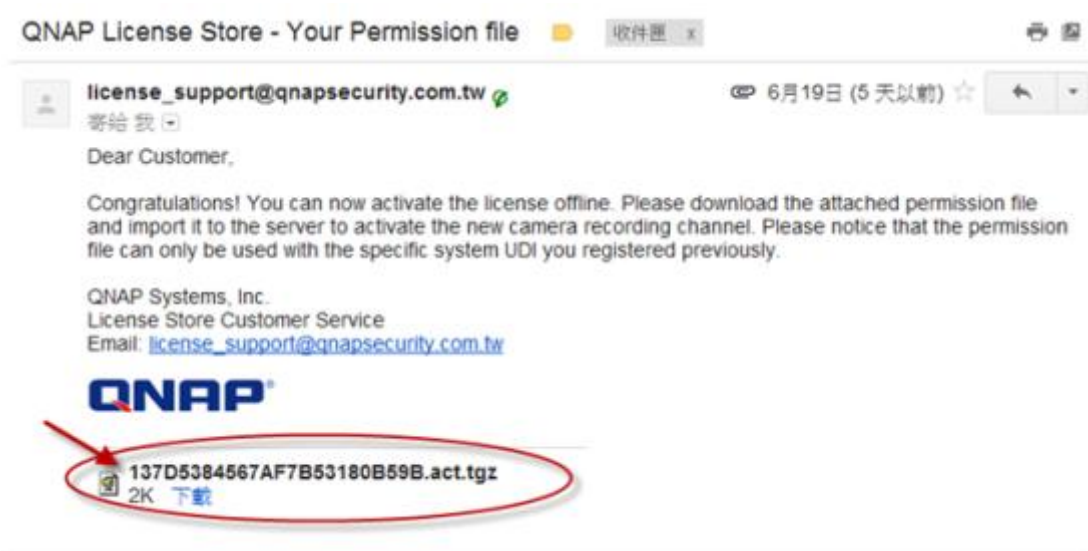 QNAP License Store - Your Permission file 收件匣 x
license_support@qnapsecurity.com.tw 6月19日 (5 天以前)
寄給 我
Dear Customer,
Congratulations! You can now activate the license offline. Please download the attached permission file
and import it to the server to activate the new camera recording channel. Please notice that the permission
file can only be used with the specific system UDI you registered previously.
QNAP Systems, Inc.
License Store Customer Service
Email: license_support@qnapsecurity.com.tw
QNAP
137D5384567AF7B53180B59B.act.tgz
2K 下載